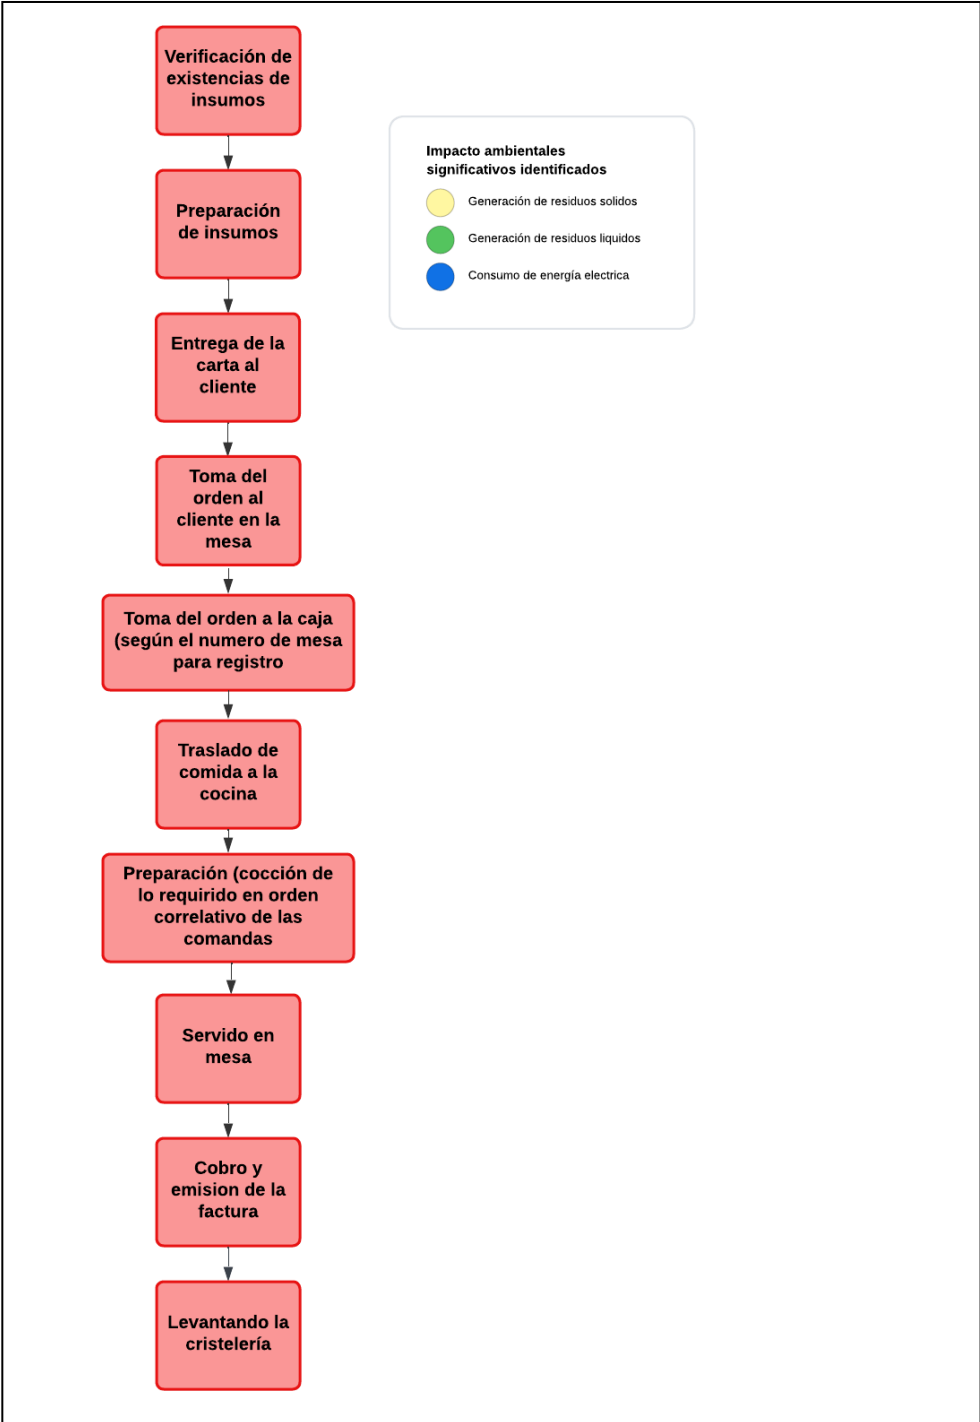 Verificación de
existencias de
insumos
Impacto ambientales
significativos identificados
Generación de residuos solidos
Generación de residuos liquidos
Consumo de energía electrica
Preparación
de insumos
Entrega de la
carta al
cliente
Toma del
orden al
cliente en la
mesa
Toma del orden a la caja
(según el numero de mesa
para registro
Traslado de
comida a la
cocina
Preparación (cocción de
lo requirido en orden
correlativo de las
comandas
Servido en
mesa
Cobro y
emision de la
factura
Levantando la
cristelería